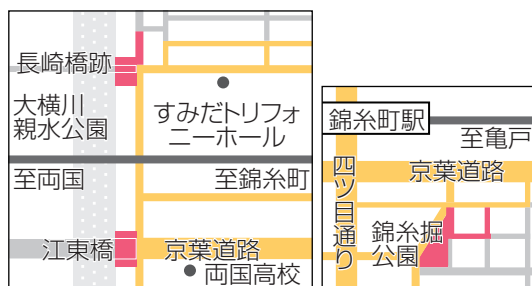 長崎橋跡
大横川
親水公園
すみだトリフォ
ニーホール
至両国
至錦糸町
江東橋
京葉道路
両国高校
錦糸町駅
至亀戸
京葉道路
四ツ目通り
錦糸堀
公園